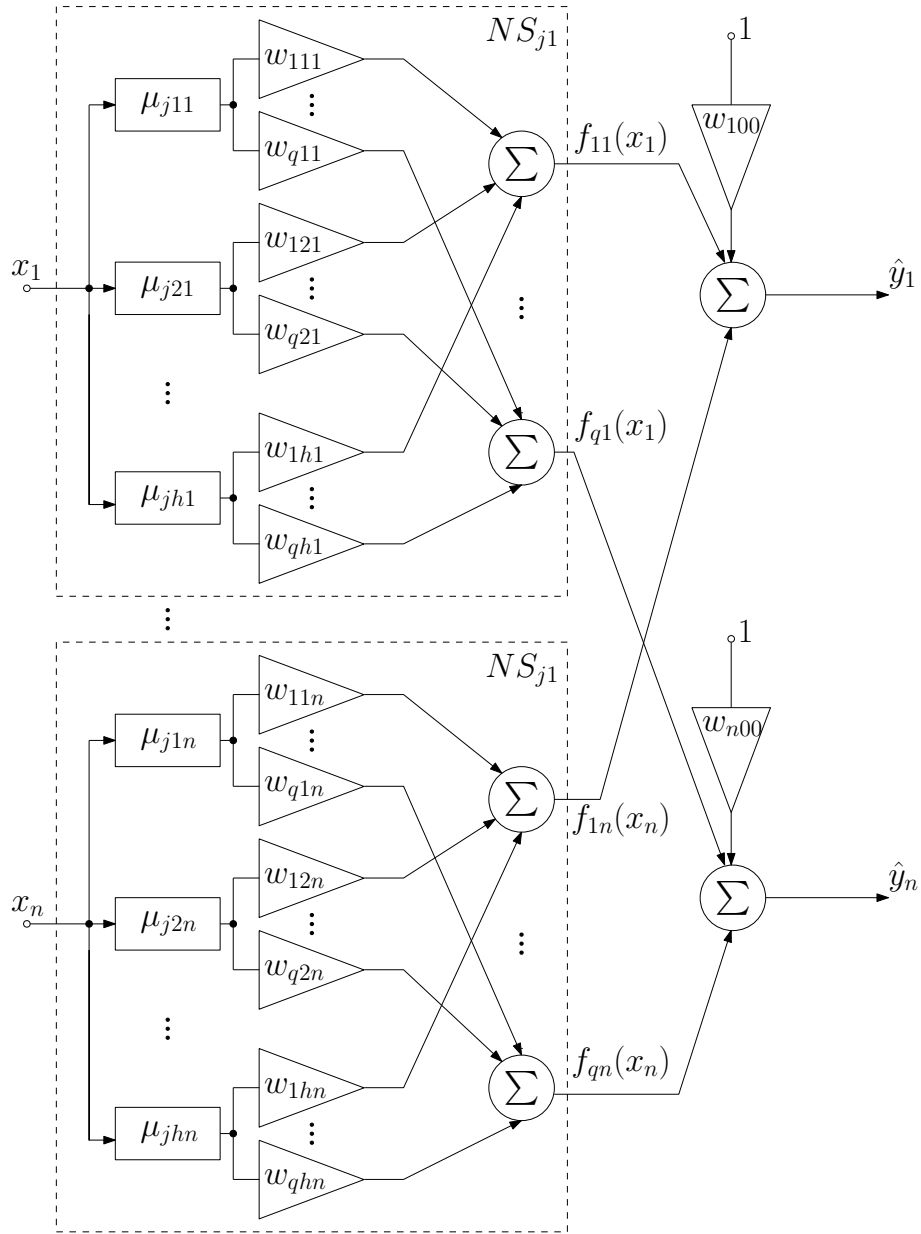 NS_{j1}
1
w_{111}
μ_{j11}
⋮
w_{100}
w_{q11}
f_{11}(x_1)
Σ
w_{121}
x_1
μ_{j21}
⋮
⋮
Σ
ŷ_1
w_{q21}
⋮
f_{q1}(x_1)
w_{1h1}
Σ
μ_{jh1}
⋮
w_{qh1}
⋮
NS_{j1}
1
w_{11n}
μ_{j1n}
⋮
w_{n00}
w_{q1n}
Σ
f_{1n}(x_n)
w_{12n}
x_n
μ_{j2n}
⋮
⋮
Σ
ŷ_n
w_{q2n}
⋮
f_{qn}(x_n)
w_{1hn}
Σ
μ_{jhn}
⋮
w_{qhn}